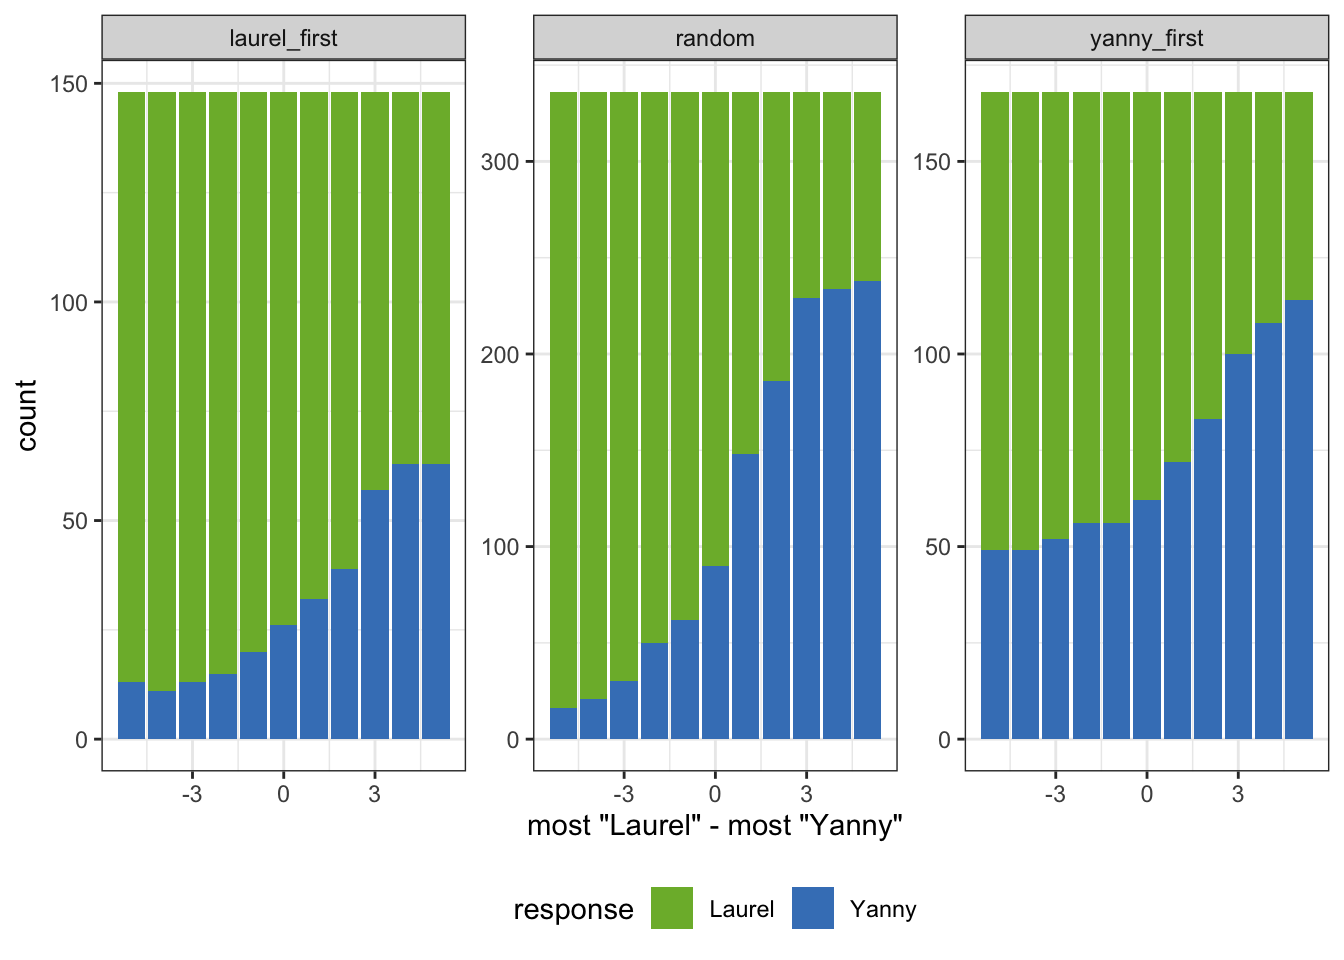 laurel_first random yanny_first
150
100
50
0
300
200
100
0
150
100
50
0
count
-3 0 3 -3 0 3 -3 0 3
most "Laurel" - most "Yanny"
response Laurel Yanny